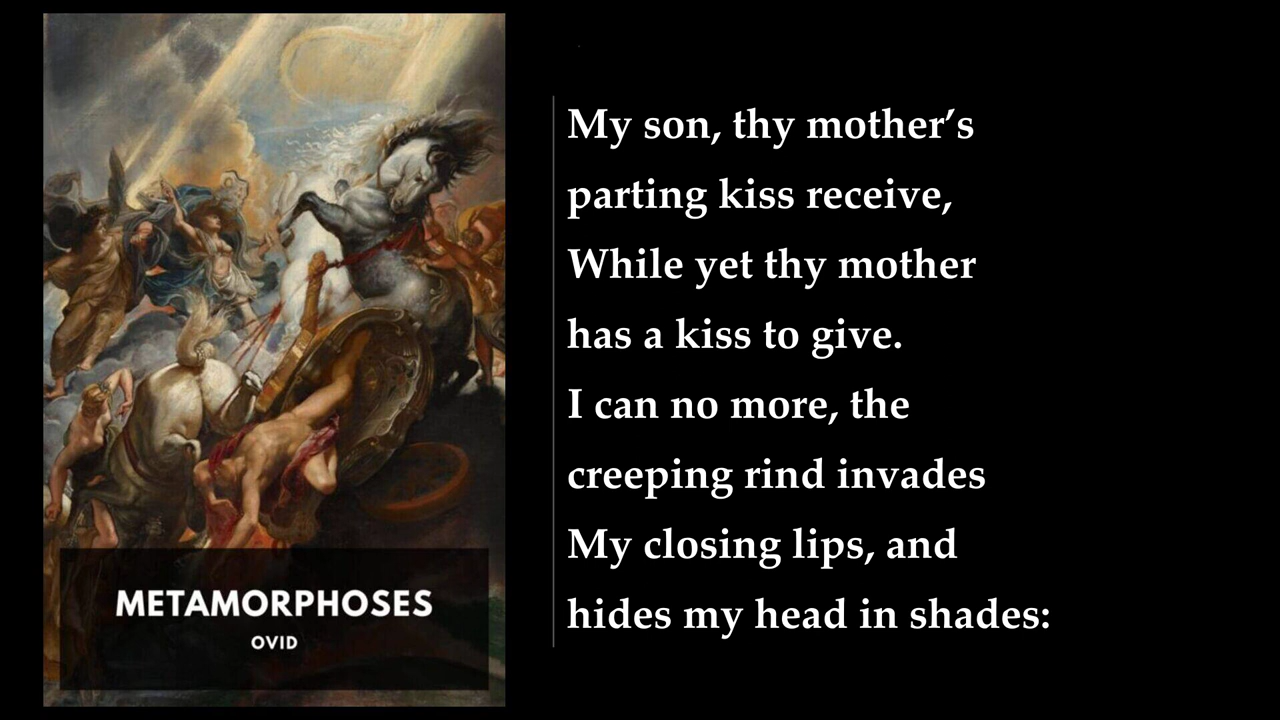 METAMORPHOSES
OVID
My son, thy mother’s
parting kiss receive,
While yet thy mother
has a kiss to give.
I can no more, the
creeping rind invades
My closing lips, and
hides my head in shades: